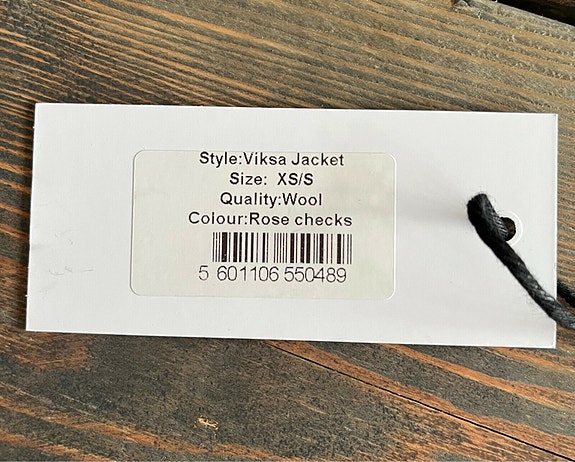 Style:Viksa Jacket
Size: XS/S
Quality:Wool
Colour:Rose checks
5 601106 550489